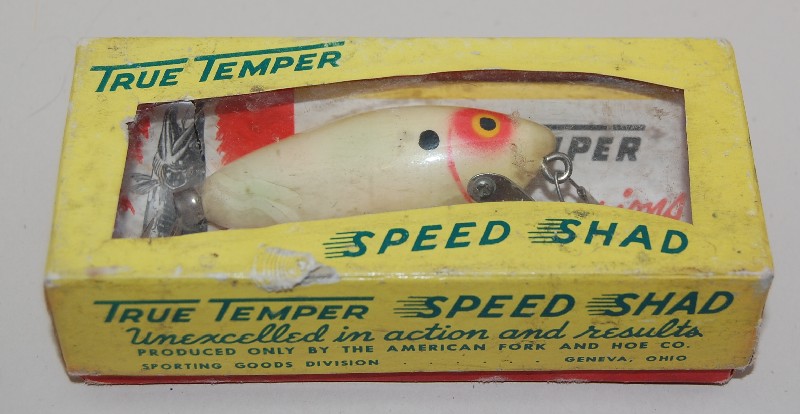 TRUE TEMPER
PER
SPEED SHAD
TRUE TEMPER SPEED SHAD
Unexcelled in action and results
PRODUCED ONLY BY THE AMERICAN FORK AND HOE CO.
SPORTING GOODS DIVISION . . . . . . . . GENEVA, OHIO